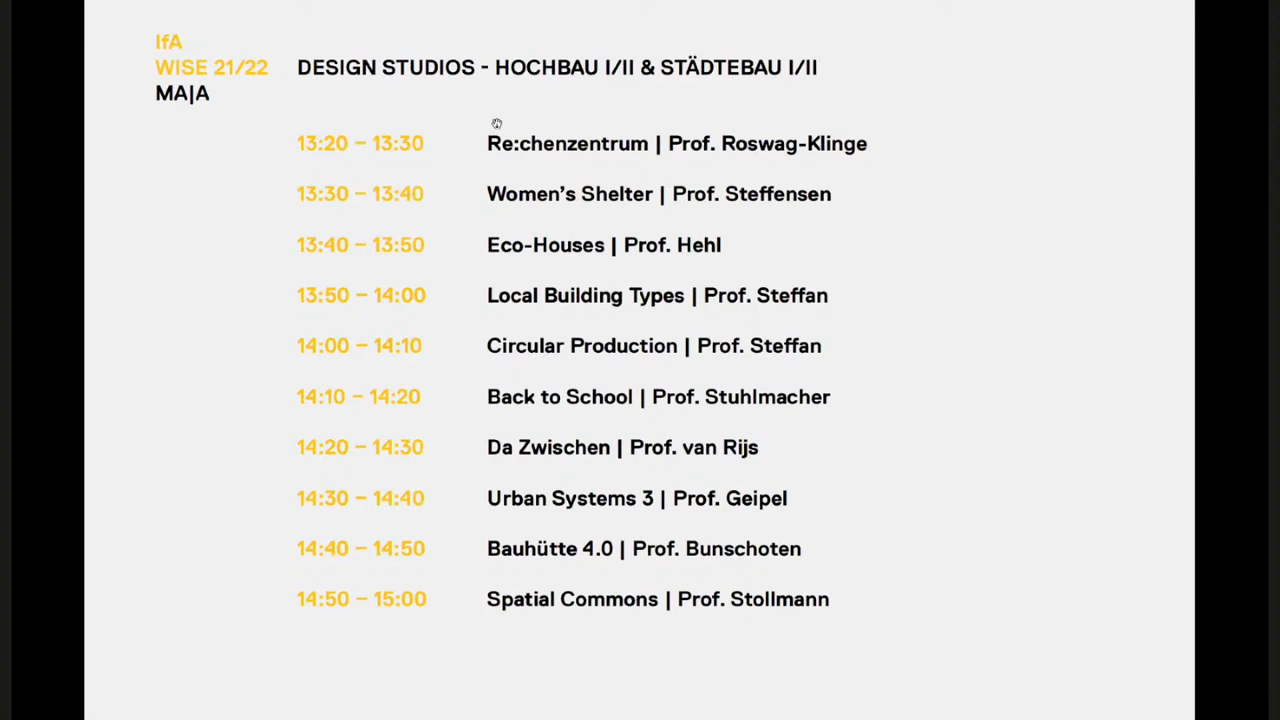 IfA
WISE 21/22 DESIGN STUDIOS - HOCHBAU I/II & STÄDTEBAU I/II
MA|A
13:20 – 13:30 Re:chenzentrum | Prof. Roswag-Klinge
13:30 – 13:40 Women’s Shelter | Prof. Steffensen
13:40 – 13:50 Eco-Houses | Prof. Hehl
13:50 – 14:00 Local Building Types | Prof. Steffan
14:00 – 14:10 Circular Production | Prof. Steffan
14:10 – 14:20 Back to School | Prof. Stuhlmacher
14:20 – 14:30 Da Zwischen | Prof. van Rijs
14:30 – 14:40 Urban Systems 3 | Prof. Geipel
14:40 – 14:50 Bauhütte 4.0 | Prof. Bunschoten
14:50 – 15:00 Spatial Commons | Prof. Stollmann